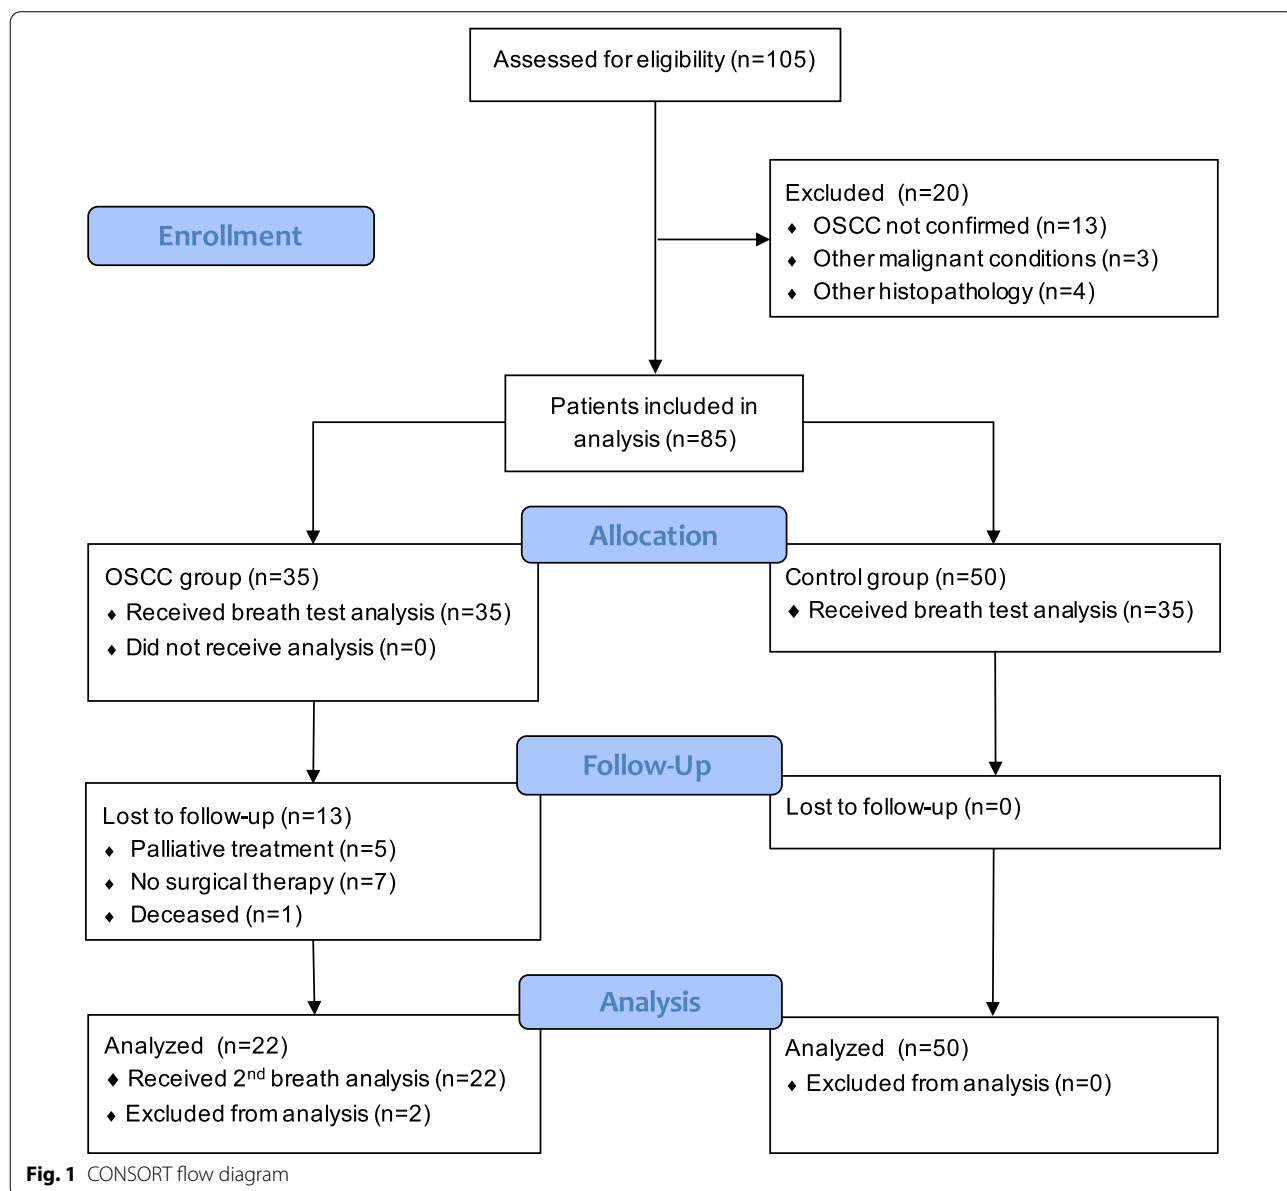 Assessed for eligibility (n=105)
Enrollment
Excluded (n=20)
♦ OSCC not confirmed (n=13)
♦ Other malignant conditions (n=3)
♦ Other histopathology (n=4)
Patients included in
analysis (n=85)
Allocation
OSCC group (n=35)
♦ Received breath test analysis (n=35)
♦ Did not receive analysis (n=0)
Control group (n=50)
♦ Received breath test analysis (n=35)
Follow-Up
Lost to follow-up (n=13)
♦ Palliative treatment (n=5)
♦ No surgical therapy (n=7)
♦ Deceased (n=1)
Lost to follow-up (n=0)
Analysis
Analyzed (n=22)
♦ Received 2nd breath analysis (n=22)
♦ Excluded from analysis (n=2)
Analyzed (n=50)
♦ Excluded from analysis (n=0)
Fig. 1 CONSORT flow diagram